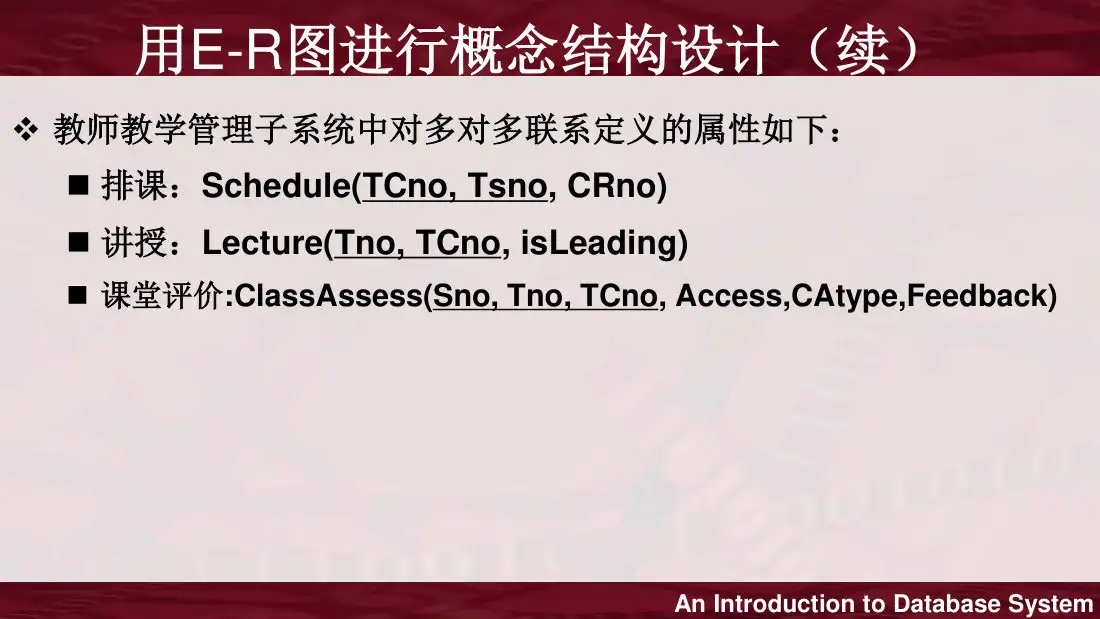 用E-R图进行概念结构设计（续）
教师教学管理子系统中对多对多联系定义的属性如下：
排课：Schedule(TCno, Tsno, CRno)
讲授：Lecture(Tno, TCno, isLeading)
课堂评价:ClassAssess(Sno, Tno, TCno, Access,CAtype,Feedback)
An Introduction to Database System